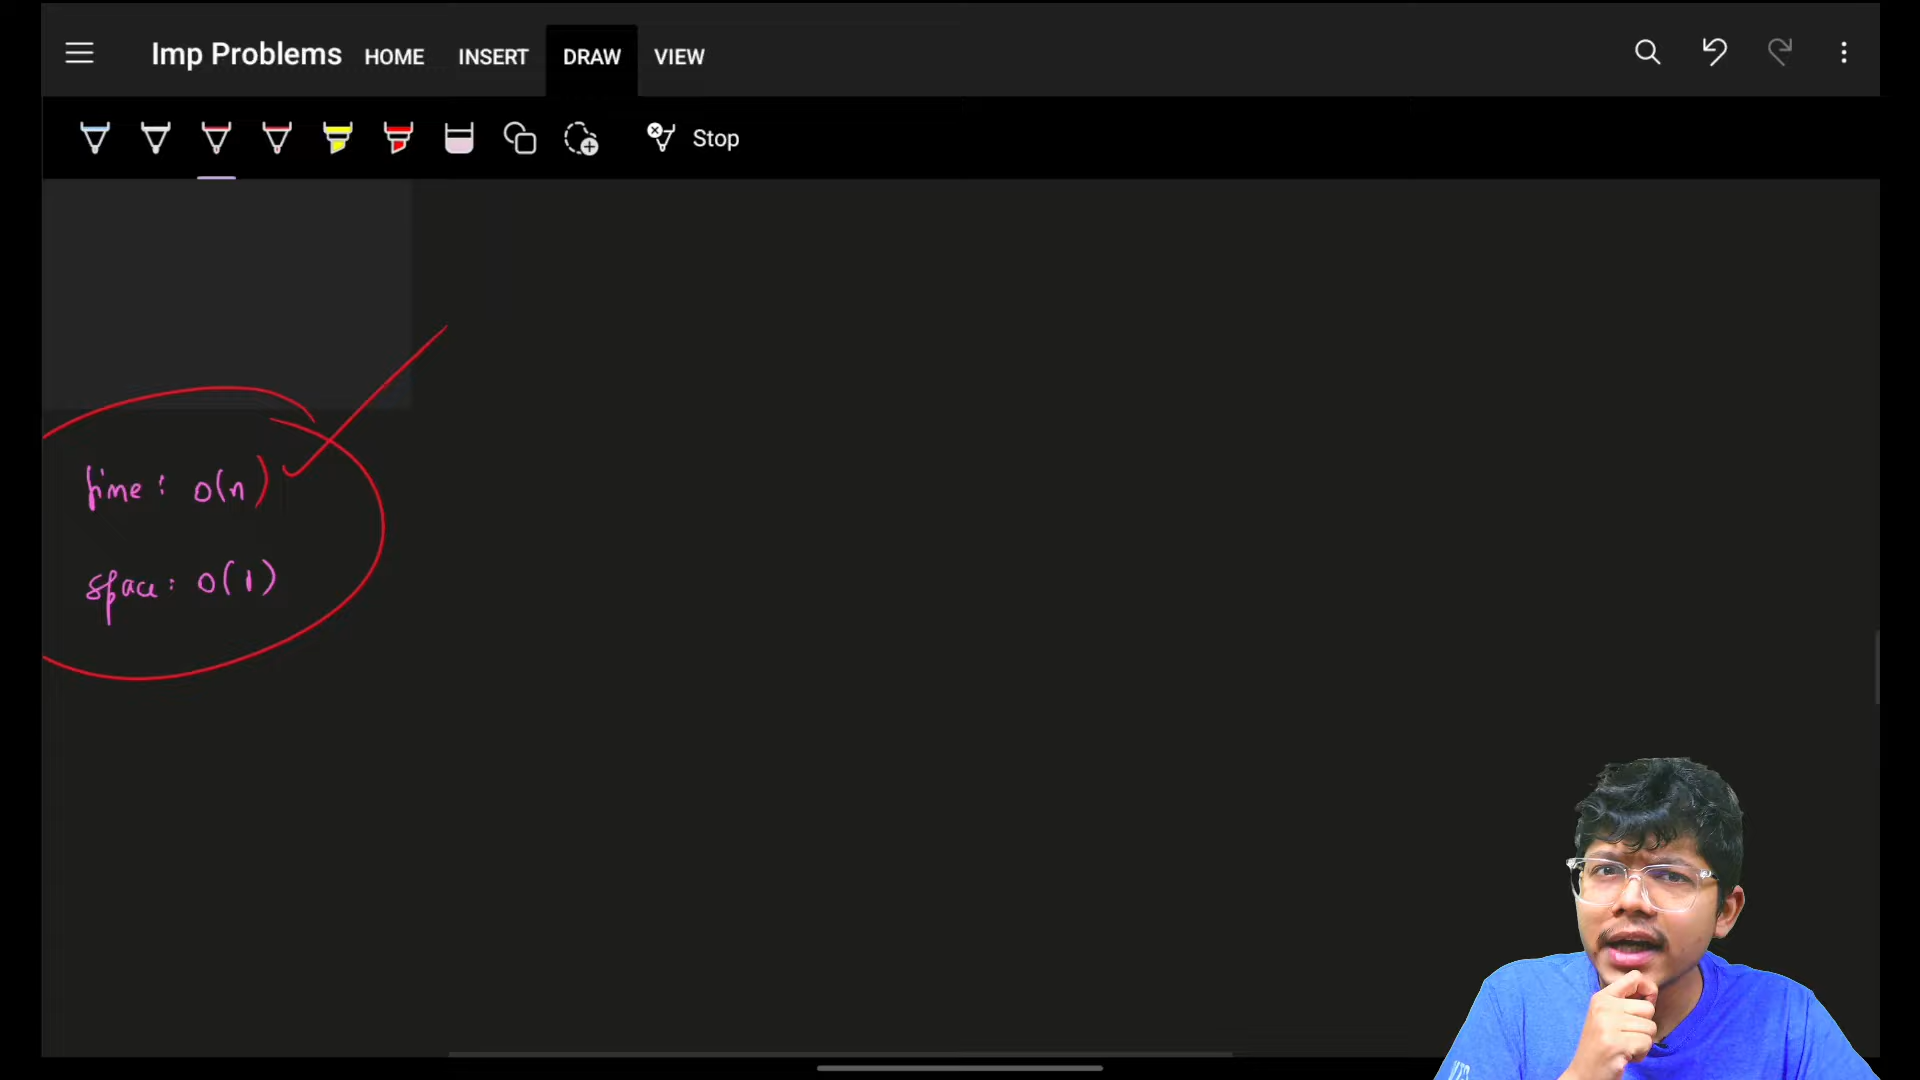 Imp Problems HOME INSERT DRAW VIEW
Stop
time: O(n)
space: O(1)